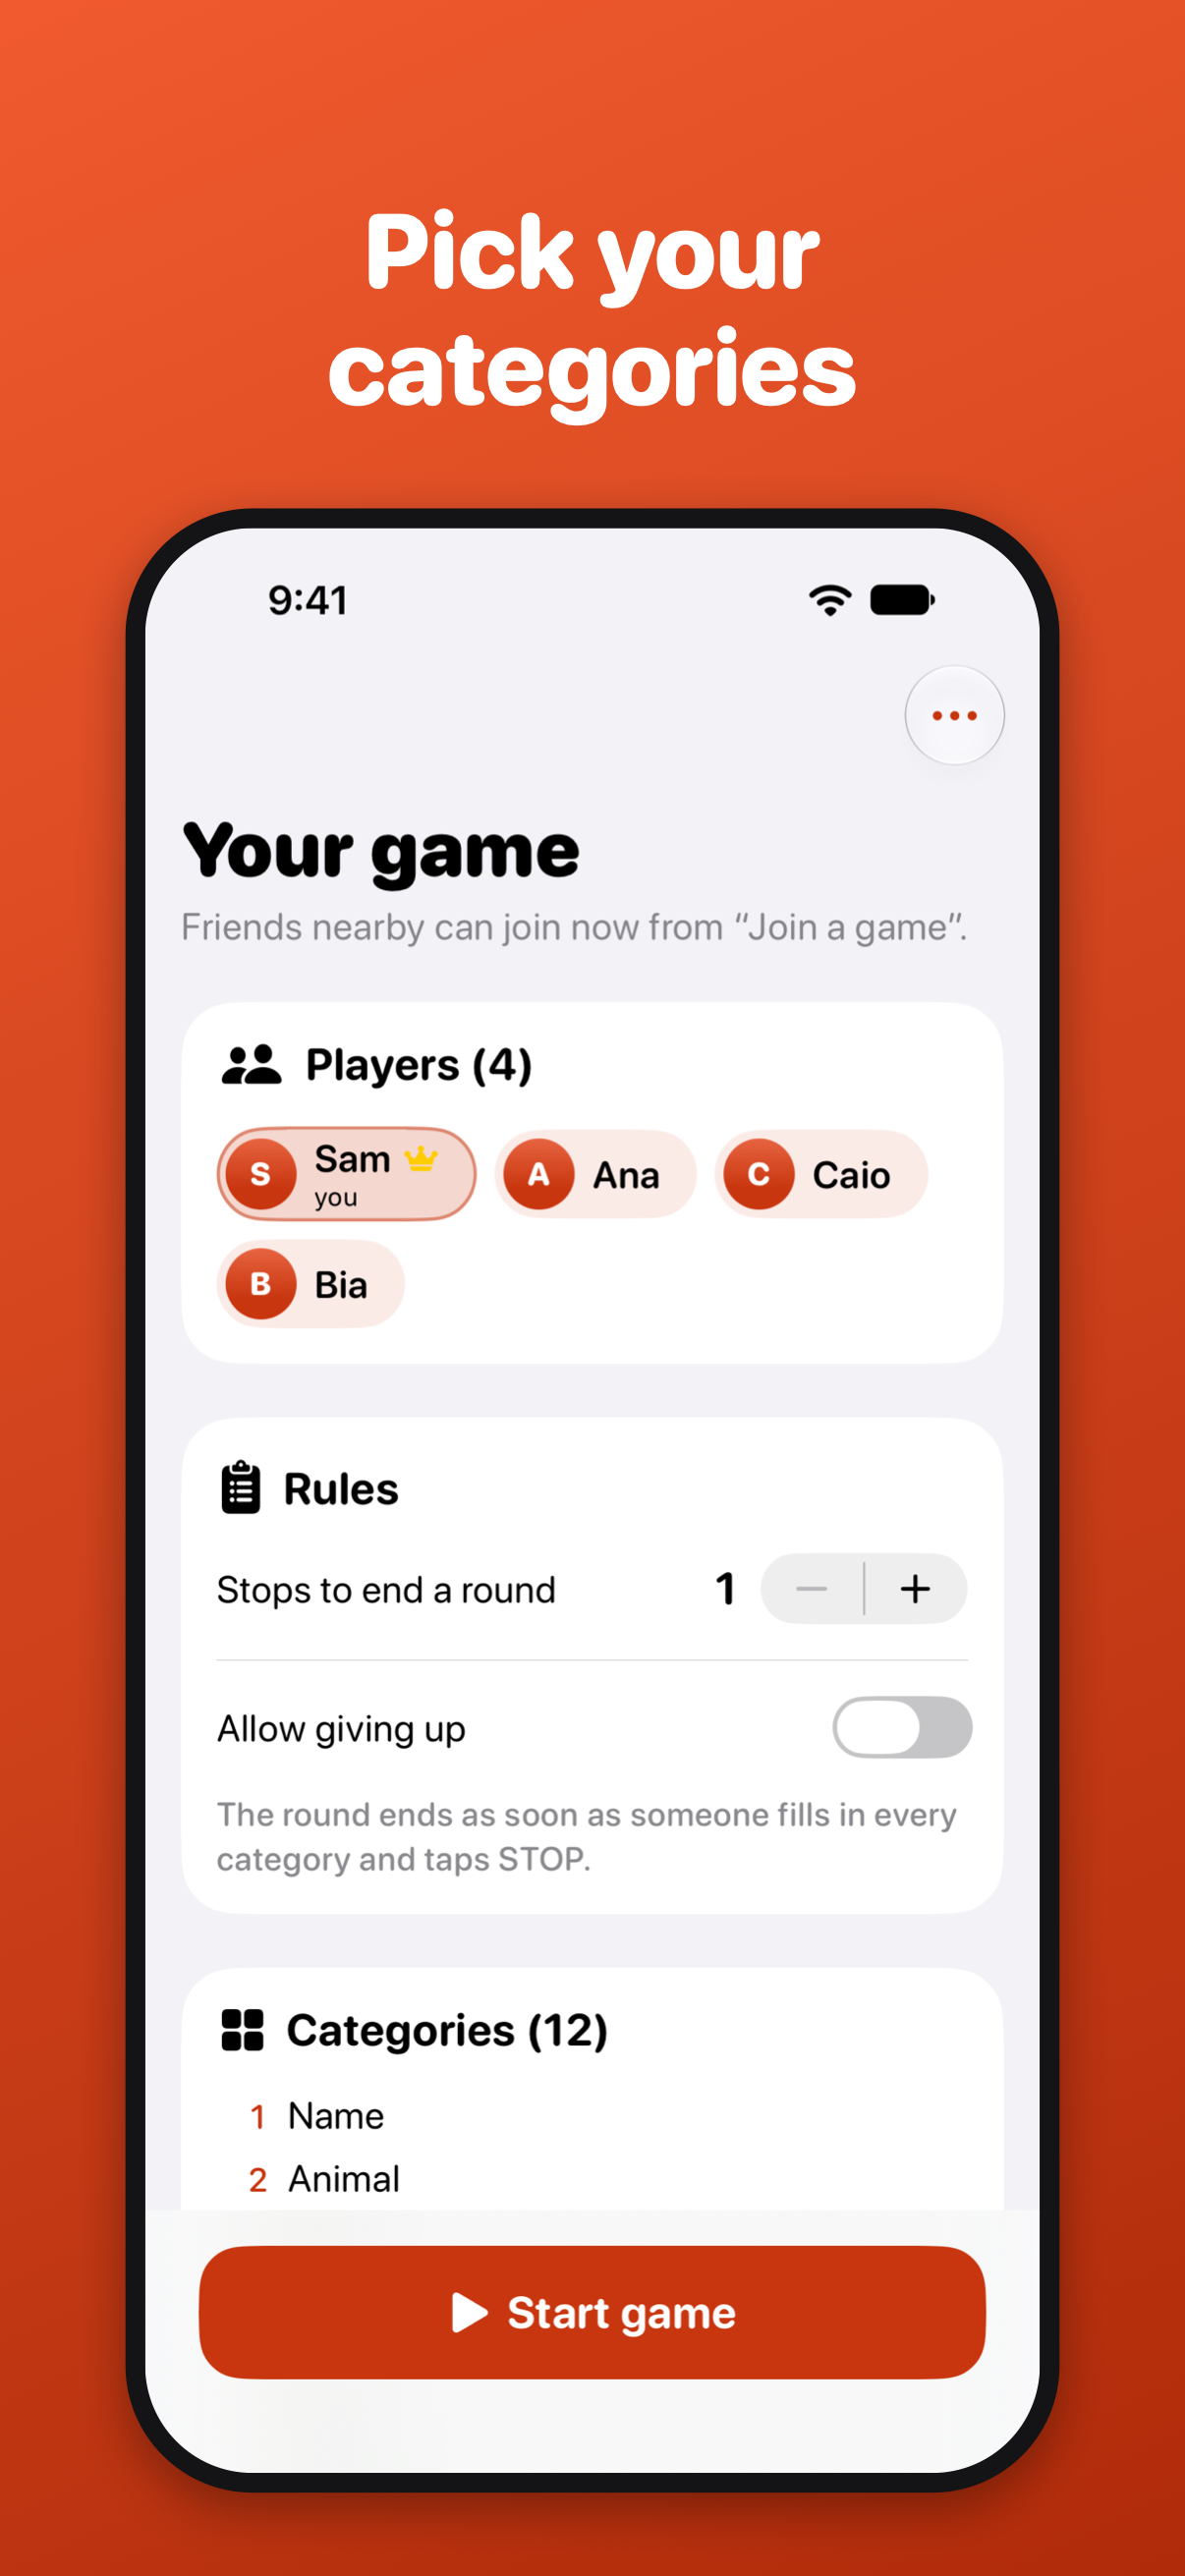 Pick your
categories
9:41
Your game
Friends nearby can join now from “Join a game”.
Players (4)
S Sam
you
A Ana
C Caio
B Bia
Rules
Stops to end a round 1 − +
Allow giving up
The round ends as soon as someone fills in every
category and taps STOP.
Categories (12)
1 Name
2 Animal
Start game